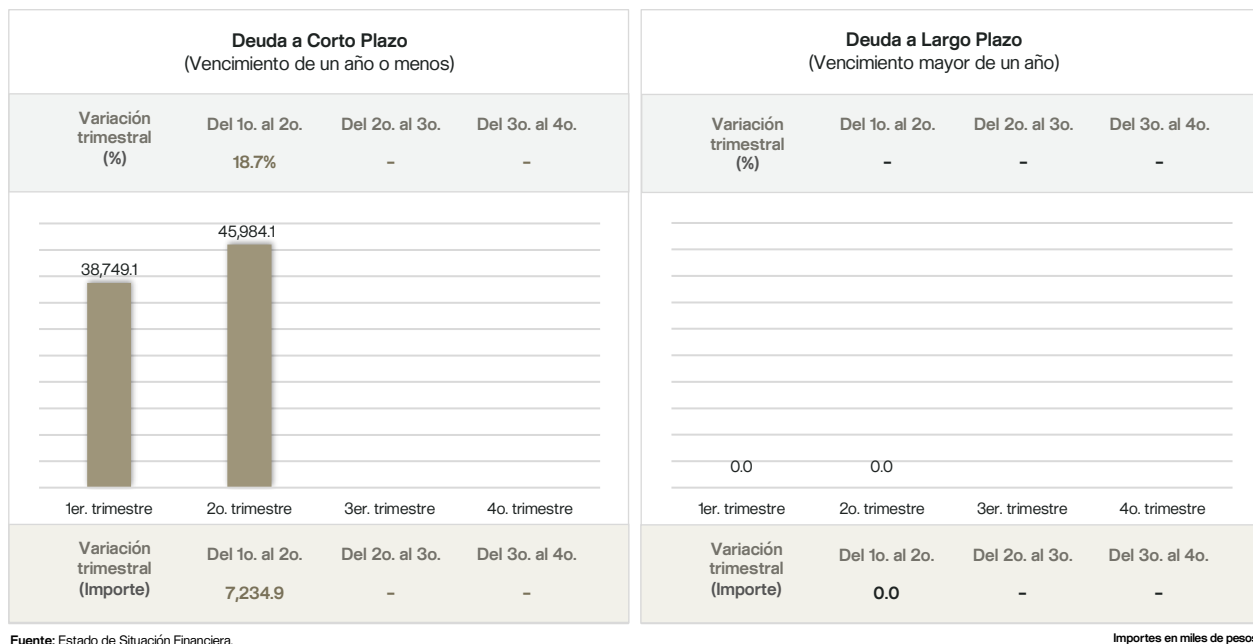 Deuda a Corto Plazo
(Vencimiento de un año o menos)
Variación trimestral (%)
Del 1o. al 2o.
Del 2o. al 3o.
Del 3o. al 4o.
18.7%
–
–
38,749.1
45,984.1
1er. trimestre
2o. trimestre
3er. trimestre
4o. trimestre
Variación trimestral (Importe)
Del 1o. al 2o.
Del 2o. al 3o.
Del 3o. al 4o.
7,234.9
–
–
Deuda a Largo Plazo
(Vencimiento mayor de un año)
Variación trimestral (%)
Del 1o. al 2o.
Del 2o. al 3o.
Del 3o. al 4o.
–
–
–
0.0
0.0
1er. trimestre
2o. trimestre
3er. trimestre
4o. trimestre
Variación trimestral (Importe)
Del 1o. al 2o.
Del 2o. al 3o.
Del 3o. al 4o.
0.0
–
–
Fuente: Estado de Situación Financiera.
Importes en miles de pesos